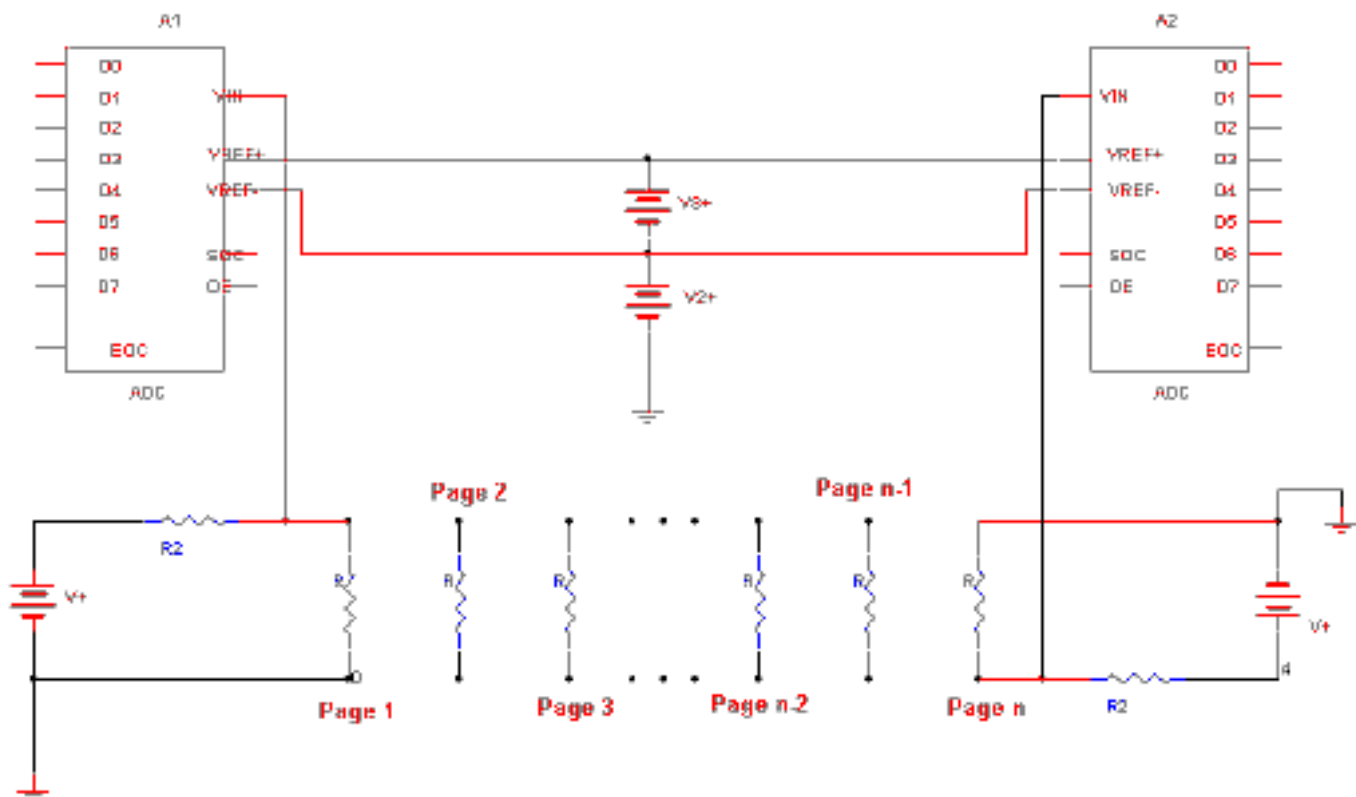 A1
D0
D1
D2
D3
D4
D5
D6
D7
EOC
VIN
VREF+
VREF-
SOC
OE
ADC
V3+
V2+
A2
VIN
VREF+
VREF-
SOC
OE
D0
D1
D2
D3
D4
D5
D6
D7
EOC
ADC
Page 2
Page n-1
R2
V+
R
R
R
R
R
R
V+
0
4
Page 1
Page 3
Page n-2
Page n
R2